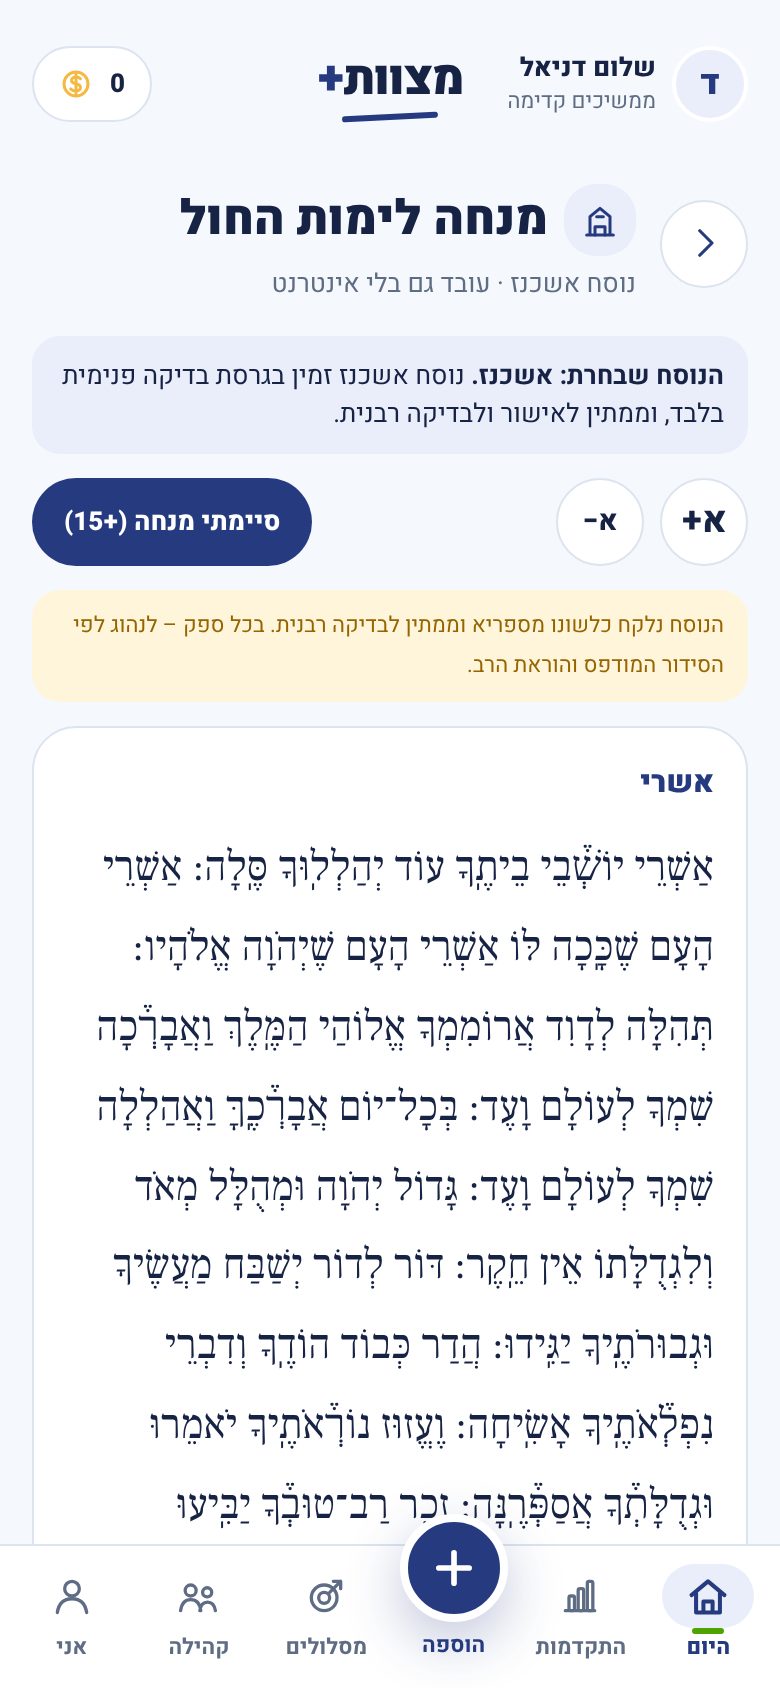 ד
שלום דניאל
ממשיכים קדימה
מצוות+
0
מנחה לימות החול
נוסח אשכנז · עובד גם בלי אינטרנט
הנוסח שבחרת: אשכנז. נוסח אשכנז זמין בגרסת בדיקה פנימית
בלבד, וממתין לאישור ולבדיקה רבנית.
א+
א−
סיימתי מנחה (+15)
הנוסח נלקח כלשונו מספריא וממתין לבדיקה רבנית. בכל ספק – לנהוג לפי
הסידור המודפס והוראת הרב.
אשרי
אַשְׁרֵי יוֹשְׁ֒בֵי בֵיתֶֽךָ עוֹד יְהַלְלֽוּךָ סֶּֽלָה: אַשְׁרֵי
הָעָם שֶׁכָּֽכָה לּוֹ אַשְׁרֵי הָעָם שֶׁיְהֹוָה אֱלֹהָיו:
תְּהִלָּה לְדָוִד אֲרוֹמִמְךָ אֱלוֹהַי הַמֶּֽלֶךְ וַאֲבָרְ֒כָה
שִׁמְךָ לְעוֹלָם וָעֶד: בְּכָל־יוֹם אֲבָרְ֒כֶֽךָּ וַאֲהַלְלָה
שִׁמְךָ לְעוֹלָם וָעֶד: גָּדוֹל יְהֹוָה וּמְהֻלָּל מְאֹד
וְלִגְדֻלָּתוֹ אֵין חֵֽקֶר: דּוֹר לְדוֹר יְשַׁבַּח מַעֲשֶֽׂיךָ
וּגְבוּרֹתֶֽיךָ יַגִּֽידוּ: הֲדַר כְּבוֹד הוֹדֶֽךָ וְדִבְרֵי
נִפְלְ֒אֹתֶֽיךָ אָשִֽׂיחָה: וֶעֱזוּז נוֹרְ֒אֹתֶֽיךָ יֹאמֵרוּ
וּגְדֻלָּתְ֒ךָ אֲסַפְּ֒רֶֽנָּה: זֵֽכֶר רַב־טוּבְ֒ךָ יַבִּֽיעוּ
היום
התקדמות
הוספה
מסלולים
קהילה
אני